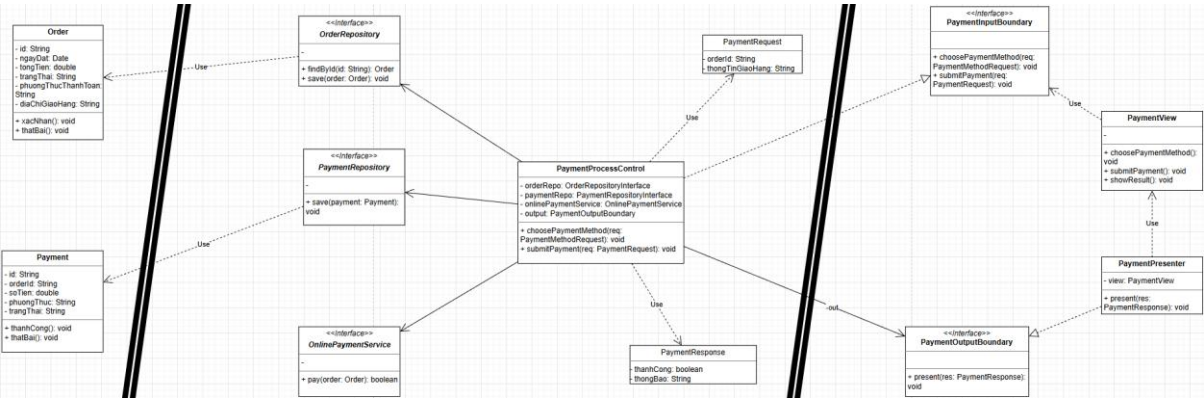 Order
- id: String
- ngayDat: Date
- tongTien: double
- trangThai: String
- phuongThucThanhToan:
String
- diaChiGiaoHang: String
+ xacNhan(): void
+ thatBai(): void
Payment
- id: String
- orderId: String
- soTien: double
- phuongThuc: String
- trangThai: String
+ thanhCong(): void
+ thatBai(): void
Use
Use
<<Interface>>
OrderRepository
-
+ findById(id: String): Order
+ save(order: Order): void
<<Interface>>
PaymentRepository
-
+ save(payment: Payment):
void
<<Interface>>
OnlinePaymentService
-
+ pay(order: Order): boolean
PaymentRequest
- orderId: String
- thongTinGiaoHang: String
Use
PaymentProcessControl
- orderRepo: OrderRepositoryInterface
- paymentRepo: PaymentRepositoryInterface
- onlinePaymentService: OnlinePaymentService
- output: PaymentOutputBoundary
+ choosePaymentMethod(req:
PaymentMethodRequest): void
+ submitPayment(req: PaymentRequest): void
Use
PaymentResponse
- thanhCong: boolean
- thongBao: String
-out
<<Interface>>
PaymentInputBoundary
+ choosePaymentMethod(req:
PaymentMethodRequest): void
+ submitPayment(req:
PaymentRequest): void
Use
PaymentView
-
+ choosePaymentMethod():
void
+ submitPayment(): void
+ showResult(): void
Use
PaymentPresenter
- view: PaymentView
+ present(res:
PaymentResponse): void
<<Interface>>
PaymentOutputBoundary
+ present(res: PaymentResponse):
void